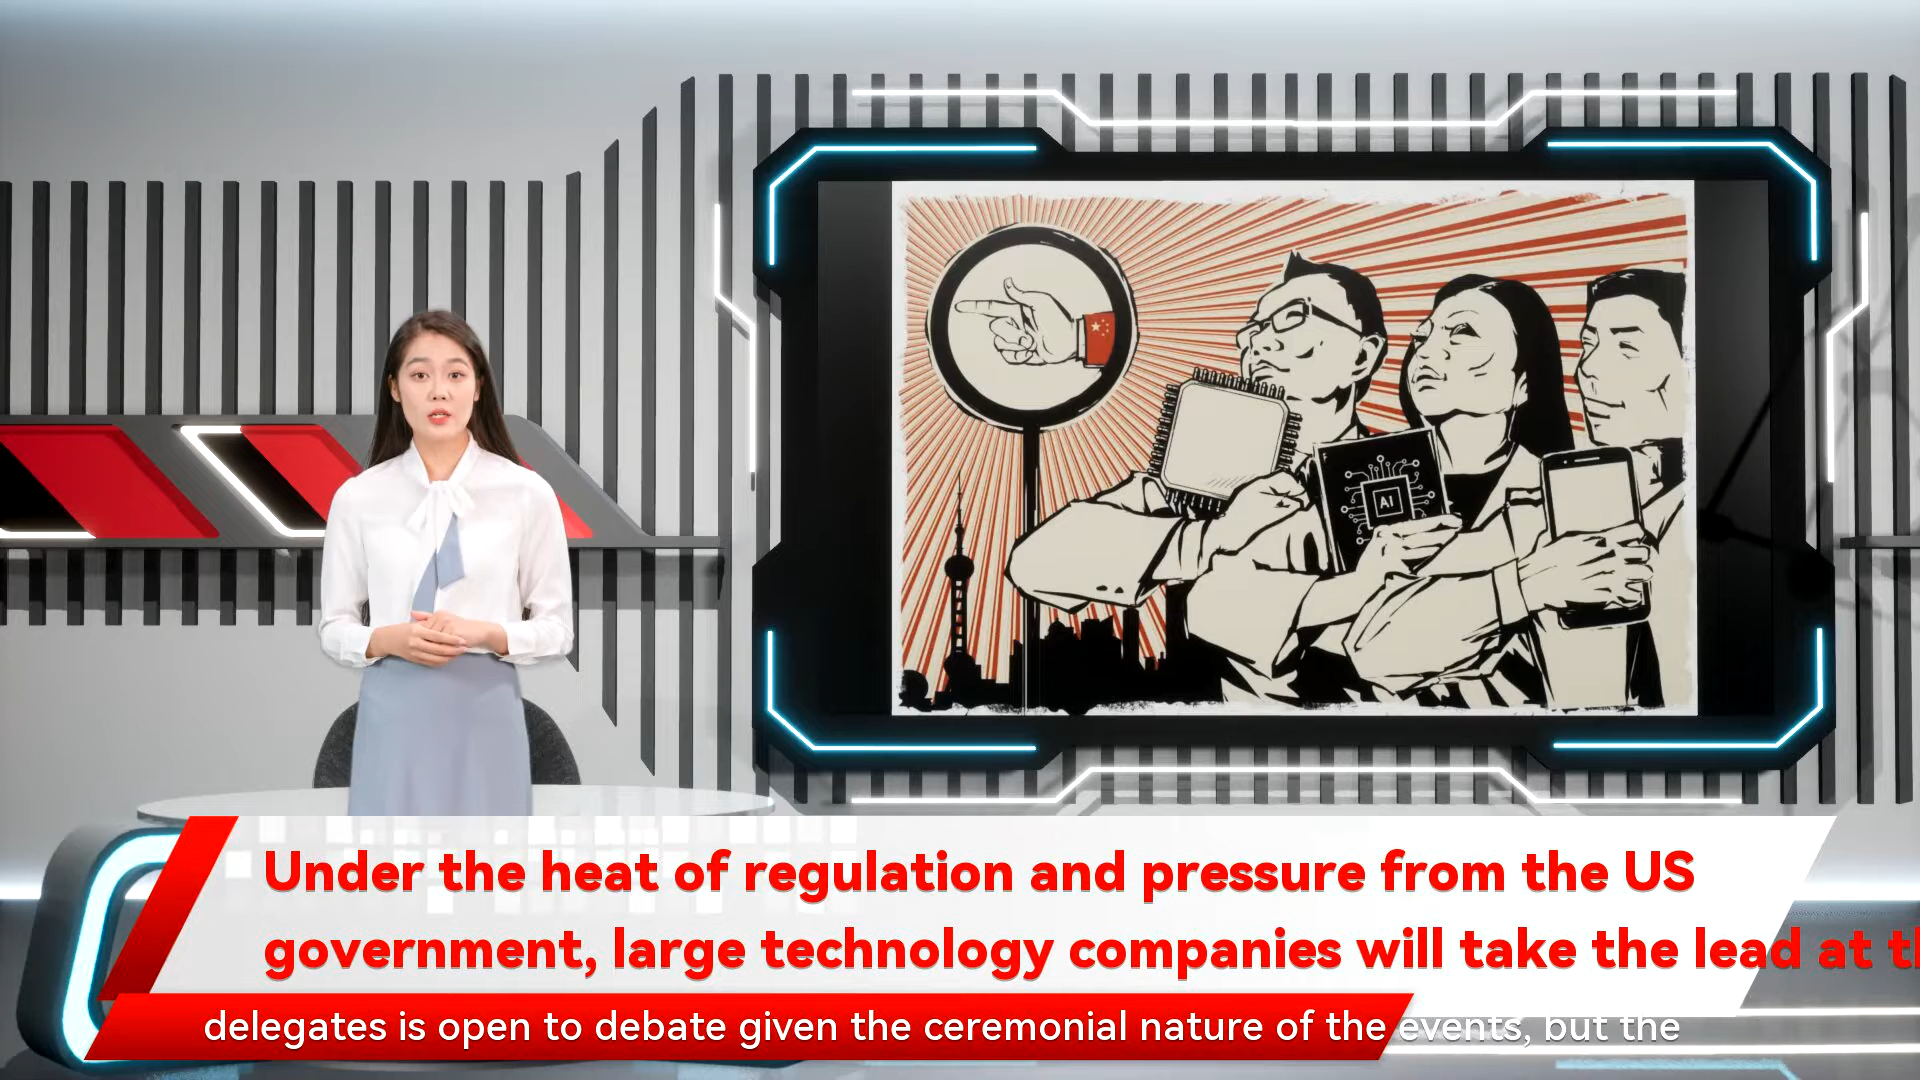 AI
Under the heat of regulation and pressure from the US
government, large technology companies will take the lead at
delegates is open to debate given the ceremonial nature of the events, but the